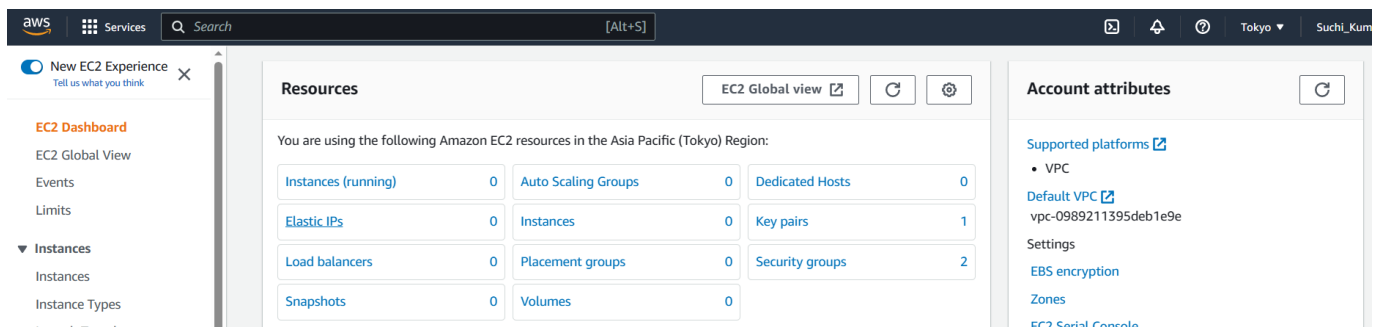 aws
Services
Search
[Alt+S]
Tokyo ▼
Suchi_Kum
New EC2 Experience
Tell us what you think
EC2 Dashboard
EC2 Global View
Events
Limits
▼ Instances
Instances
Instance Types
Resources
EC2 Global view
You are using the following Amazon EC2 resources in the Asia Pacific (Tokyo) Region:
Instances (running) 0
Auto Scaling Groups 0
Dedicated Hosts 0
Elastic IPs 0
Instances 0
Key pairs 1
Load balancers 0
Placement groups 0
Security groups 2
Snapshots 0
Volumes 0
Account attributes
Supported platforms
• VPC
Default VPC
vpc-0989211395deb1e9e
Settings
EBS encryption
Zones
EC2 Serial Console